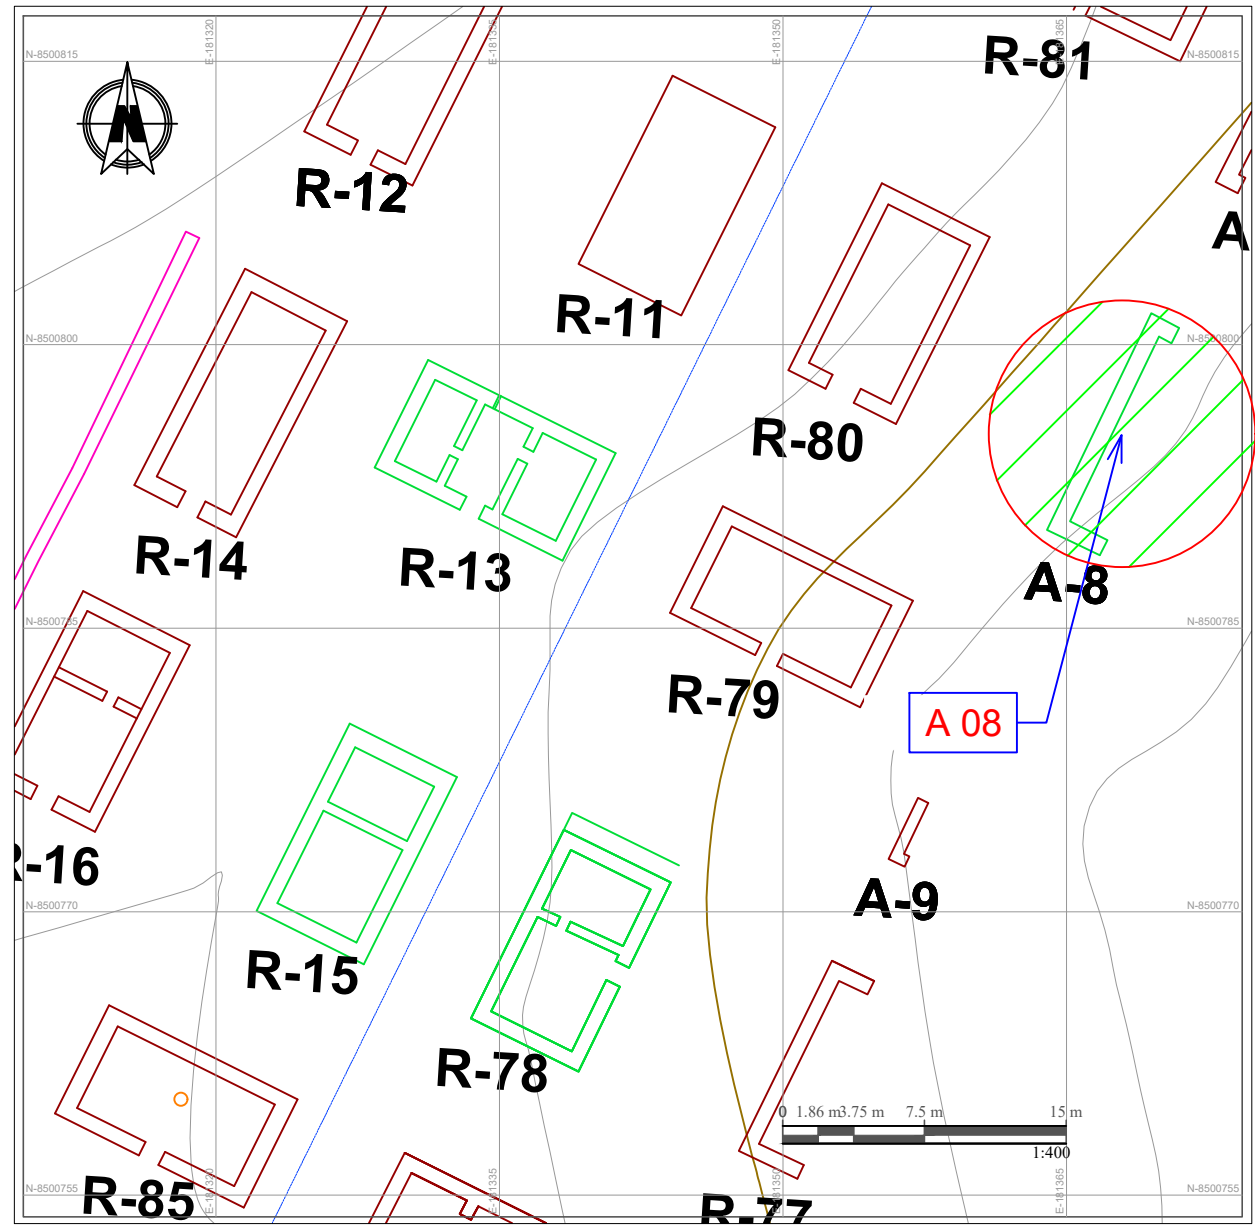 E-181320
E-181335
E-181350
E-181365
N-8500815
N-8500815
R-81
N
R-12
A
R-11
N-8500800
N-8500800
R-80
R-14
R-13
A-8
N-8500785
N-8500785
R-79
A 08
R-16
A-9
N-8500770
N-8500770
R-15
R-78
0 1.86 m 3.75 m 7.5 m 15 m
1:400
R-85
R-77
N-8500755
N-8500755
E-181320
E-181335
E-181350
E-181365